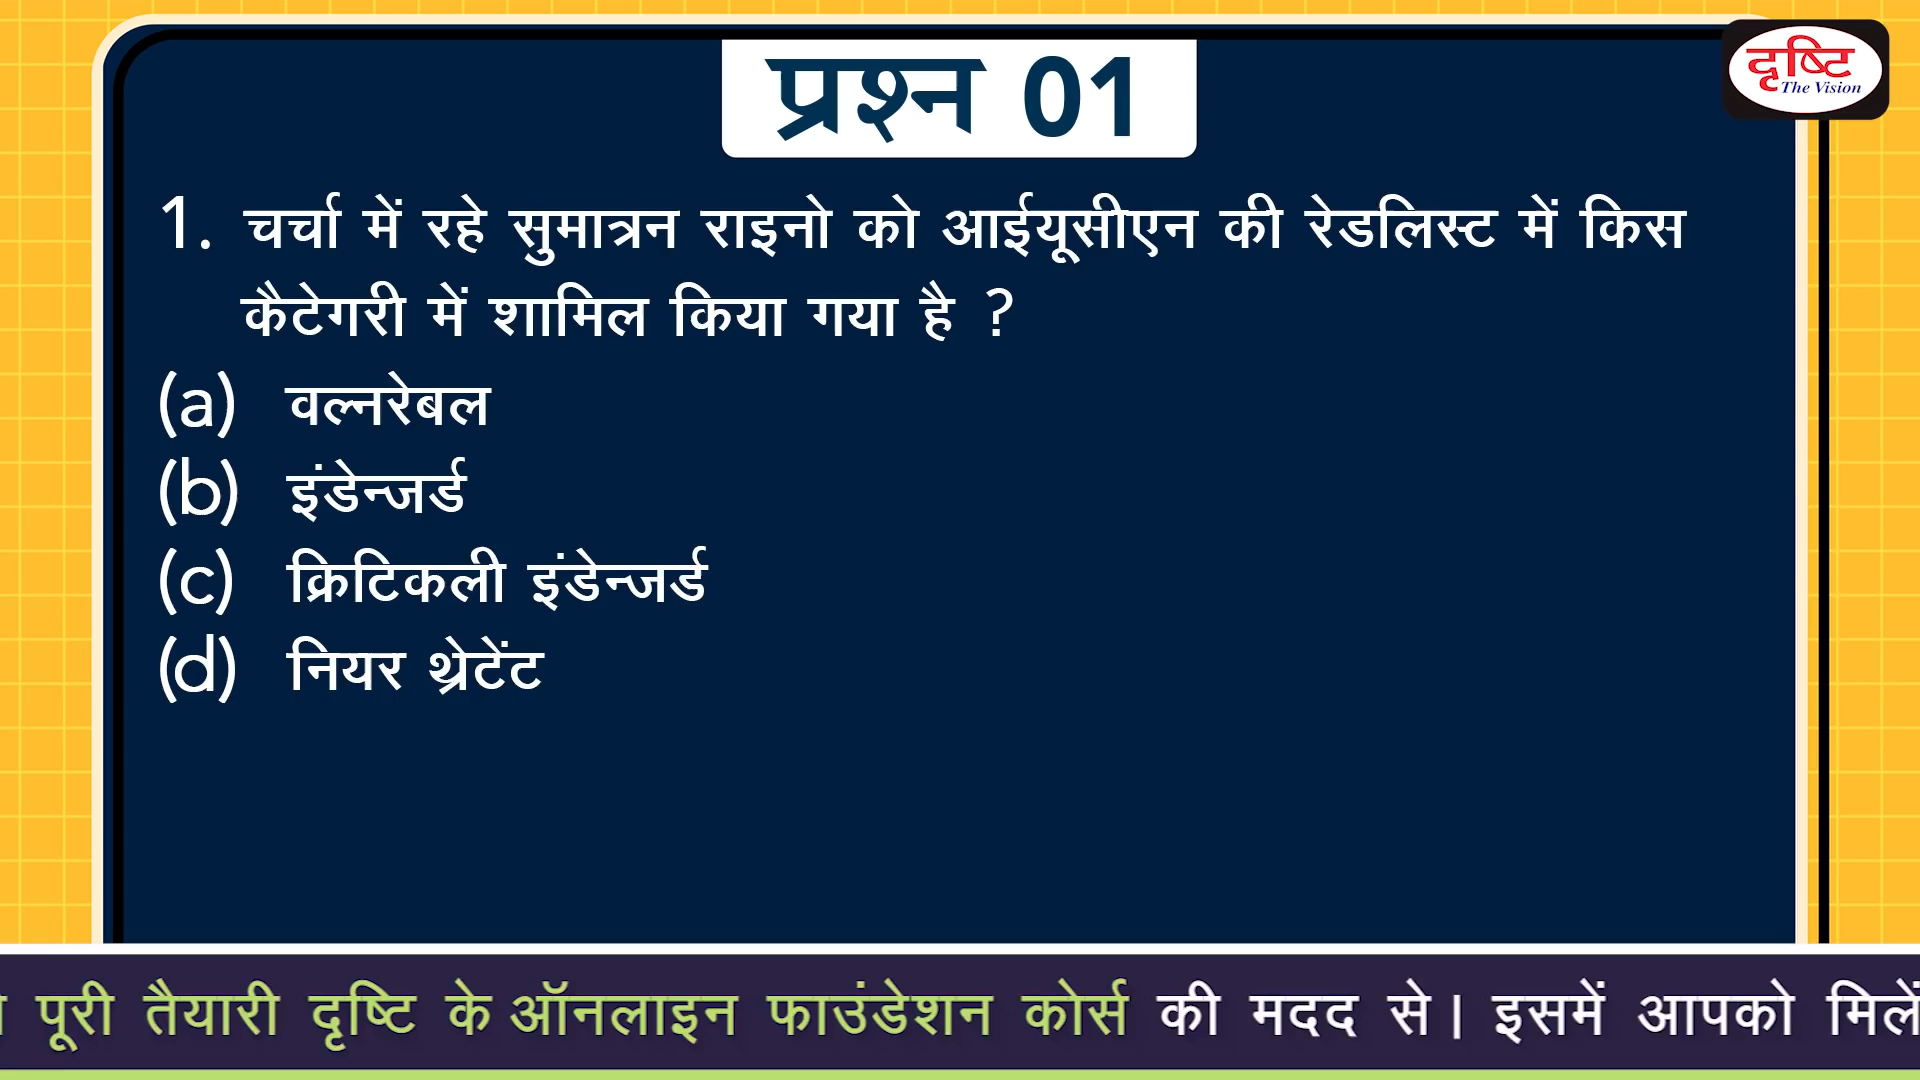 प्रश्न 01
दृष्टि
The Vision
1. चर्चा में रहे सुमात्रन राइनो को आईयूसीएन की रेडलिस्ट में किस
कैटेगरी में शामिल किया गया है ?
(a) वल्नरेबल
(b) इंडेन्जर्ड
(c) क्रिटिकली इंडेन्जर्ड
(d) नियर थ्रेटेंट
पूरी तैयारी दृष्टि के ऑनलाइन फाउंडेशन कोर्स की मदद से। इसमें आपको